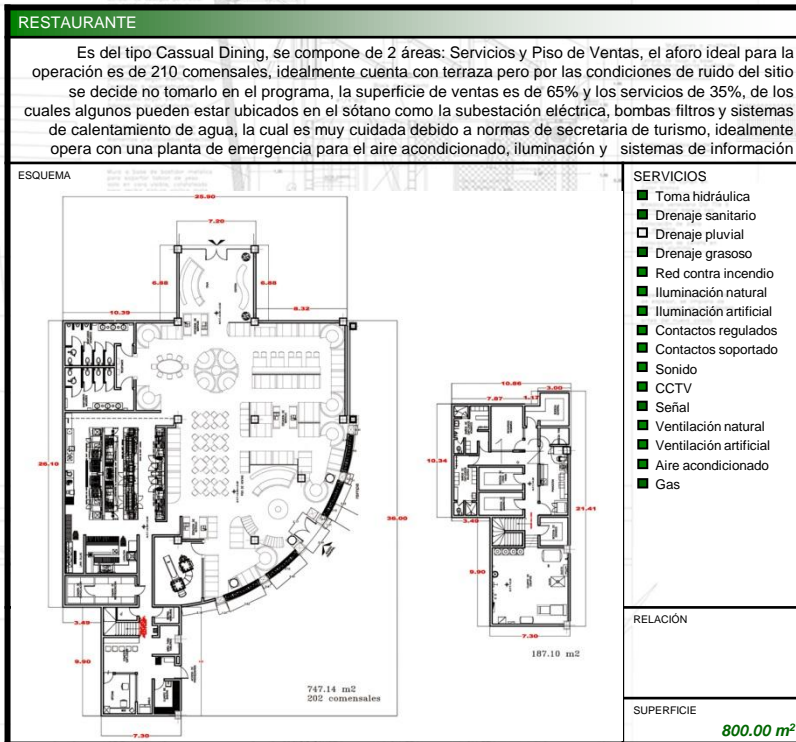 RESTAURANTE
Es del tipo Cassual Dining, se compone de 2 áreas: Servicios y Piso de Ventas, el aforo ideal para la
operación es de 210 comensales, idealmente cuenta con terraza pero por las condiciones de ruido del sitio
se decide no tomarlo en el programa, la superficie de ventas es de 65% y los servicios de 35%, de los
cuales algunos pueden estar ubicados en el sótano como la subestación eléctrica, bombas filtros y sistemas
de calentamiento de agua, la cual es muy cuidada debido a normas de secretaria de turismo, idealmente
opera con una planta de emergencia para el aire acondicionado, iluminación y sistemas de información
ESQUEMA
25.90
7.20
6.88
6.88
10.39
8.32
26.10
36.00
3.49
9.90
7.30
747.14 m2
202 comensales
10.86
3.00
7.87
1.17
10.34
21.41
3.49
9.90
7.30
187.10 m2
SERVICIOS
Toma hidráulica
Drenaje sanitario
Drenaje pluvial
Drenaje grasoso
Red contra incendio
Iluminación natural
Iluminación artificial
Contactos regulados
Contactos soportado
Sonido
CCTV
Señal
Ventilación natural
Ventilación artificial
Aire acondicionado
Gas
RELACIÓN
SUPERFICIE
800.00 m²